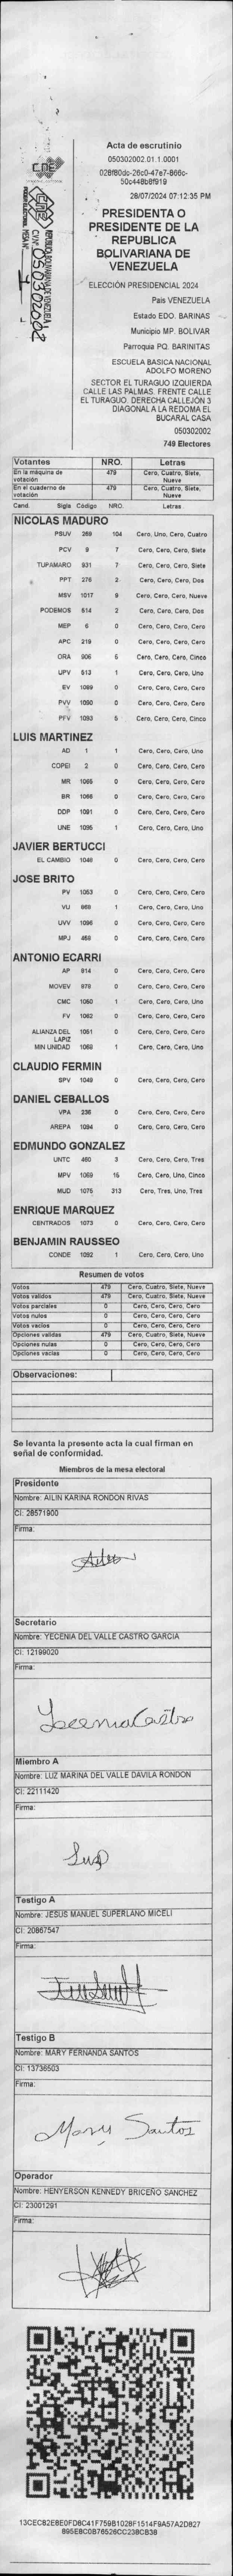 CNE
PODER ELECTORAL
REPÚBLICA BOLIVARIANA DE VENEZUELA
CV Nº 050302002
MESA Nº 1
Acta de escrutinio
050302002.01.1.0001
28/07/2024 07:12:35 PM
PRESIDENTA O
PRESIDENTE DE LA
REPUBLICA
BOLIVARIANA DE
VENEZUELA
ELECCIÓN PRESIDENCIAL 2024
País VENEZUELA
Estado EDO. BARINAS
Municipio MP. BOLIVAR
Parroquia PQ. BARINITAS
ESCUELA BASICA NACIONAL
ADOLFO MORENO
SECTOR EL TURAGUO IZQUIERDA
CALLE LAS PALMAS. FRENTE CALLE
EL TURAGUO. DERECHA CALLEJÓN 3
DIAGONAL A LA REDOMA EL
BUCARAL CASA
050302002
749 Electores
Votantes NRO. Letras
En la máquina de votación 479 Cero, Cuatro, Siete, Nueve
En el cuaderno de votación 479 Cero, Cuatro, Siete, Nueve
Cand. Sigla Código NRO. Letras
NICOLAS MADURO
PSUV 269 104 Cero, Uno, Cero, Cuatro
PCV 9 7 Cero, Cero, Cero, Siete
TUPAMARO 931 7 Cero, Cero, Cero, Siete
PPT 276 2 Cero, Cero, Cero, Dos
MSV 1017 9 Cero, Cero, Cero, Nueve
PODEMOS 514 2 Cero, Cero, Cero, Dos
MEP 6 0 Cero, Cero, Cero, Cero
APC 219 0 Cero, Cero, Cero, Cero
ORA 906 5 Cero, Cero, Cero, Cinco
UPV 513 1 Cero, Cero, Cero, Uno
EV 1089 0 Cero, Cero, Cero, Cero
PVV 1090 0 Cero, Cero, Cero, Cero
PFV 1093 5 Cero, Cero, Cero, Cinco
LUIS MARTINEZ
AD 1 1 Cero, Cero, Cero, Uno
COPEI 2 0 Cero, Cero, Cero, Cero
MR 1065 0 Cero, Cero, Cero, Cero
BR 1066 0 Cero, Cero, Cero, Cero
DDP 1091 0 Cero, Cero, Cero, Cero
UNE 1095 1 Cero, Cero, Cero, Uno
JAVIER BERTUCCI
EL CAMBIO 1046 0 Cero, Cero, Cero, Cero
JOSE BRITO
PV 1053 0 Cero, Cero, Cero, Cero
VU 969 1 Cero, Cero, Cero, Uno
UVV 1096 0 Cero, Cero, Cero, Cero
MPJ 458 0 Cero, Cero, Cero, Cero
ANTONIO ECARRI
AP 914 0 Cero, Cero, Cero, Cero
MOVEV 978 0 Cero, Cero, Cero, Cero
CMC 1050 1 Cero, Cero, Cero, Uno
FV 1062 0 Cero, Cero, Cero, Cero
ALIANZA DEL LAPIZ 1051 0 Cero, Cero, Cero, Cero
MIN UNIDAD 1068 1 Cero, Cero, Cero, Uno
CLAUDIO FERMIN
SPV 1049 0 Cero, Cero, Cero, Cero
DANIEL CEBALLOS
VPA 236 0 Cero, Cero, Cero, Cero
AREPA 1094 0 Cero, Cero, Cero, Cero
EDMUNDO GONZALEZ
UNTC 460 3 Cero, Cero, Cero, Tres
MPV 1069 15 Cero, Cero, Uno, Cinco
MUD 1075 313 Cero, Tres, Uno, Tres
ENRIQUE MARQUEZ
CENTRADOS 1073 0 Cero, Cero, Cero, Cero
BENJAMIN RAUSSEO
CONDE 1092 1 Cero, Cero, Cero, Uno
Resumen de votos
Votos 479 Cero, Cuatro, Siete, Nueve
Votos validos 479 Cero, Cuatro, Siete, Nueve
Votos parciales 0 Cero, Cero, Cero, Cero
Votos nulos 0 Cero, Cero, Cero, Cero
Votos vacios 0 Cero, Cero, Cero, Cero
Opciones validas 479 Cero, Cuatro, Siete, Nueve
Opciones nulas 0 Cero, Cero, Cero, Cero
Opciones vacias 0 Cero, Cero, Cero, Cero
Observaciones:
Se levanta la presente acta la cual firman en
señal de conformidad.
Miembros de la mesa electoral
Presidente
Nombre: AILIN KARINA RONDON RIVAS
CI: 28571900
Firma:
Secretario
Nombre: YECENIA DEL VALLE CASTRO GARCIA
CI: 12199020
Firma:
Yecenia Castro
Miembro A
Nombre: LUZ MARINA DEL VALLE DAVILA RONDON
CI: 22111420
Firma:
Luz
Testigo A
Nombre: JESUS MANUEL SUPERLANO MICELI
CI: 20867547
Firma:
Testigo B
Nombre: MARY FERNANDA SANTOS
CI: 13736503
Firma:
Mary Santos
Operador
Nombre: HENYERSON KENNEDY BRICEÑO SANCHEZ
CI: 23001291
Firma:
13CEC82E8E0FD8C41F759B1028F1514F9A57A2D827
895E8C0B76526CC238CB38